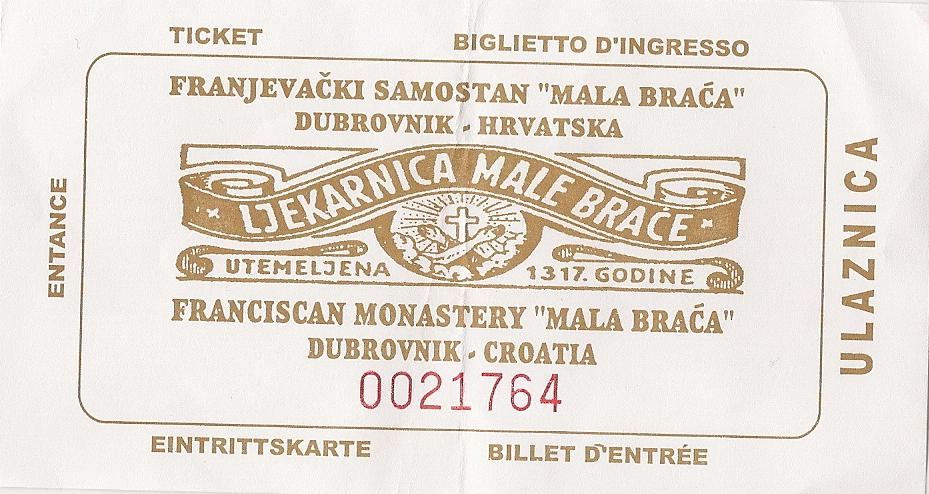 TICKET
BIGLIETTO D'INGRESSO
FRANJEVAČKI SAMOSTAN "MALA BRAĆA"
DUBROVNIK - HRVATSKA
LJEKARNICA MALE BRAĆE
UTEMELJENA 1317. GODINE
FRANCISCAN MONASTERY "MALA BRAĆA"
DUBROVNIK - CROATIA
0021764
ENTANCE
ULAZNICA
EINTRITTSKARTE
BILLET D'ENTRÉE